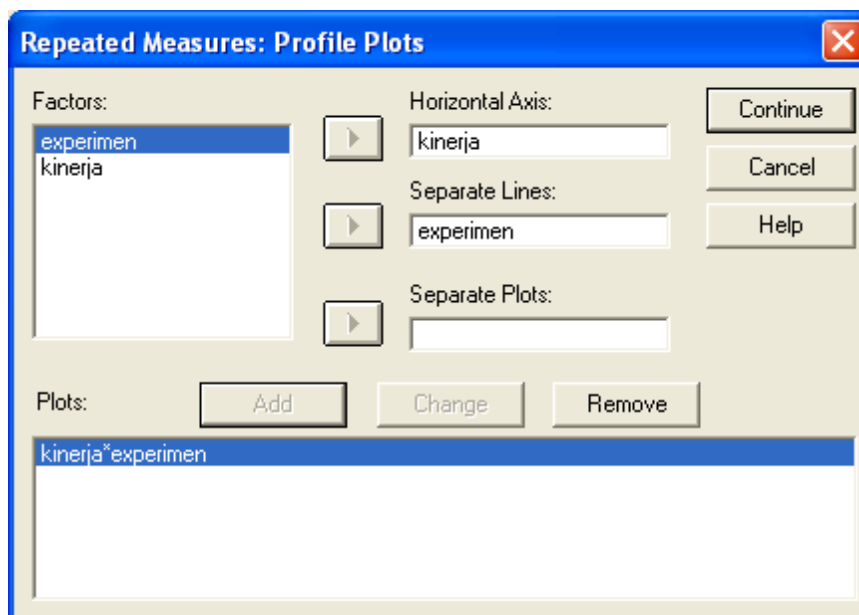 Repeated Measures: Profile Plots
Factors:
experimen
kinerja
Horizontal Axis:
kinerja
Separate Lines:
experimen
Separate Plots:
Continue
Cancel
Help
Plots:
Add
Change
Remove
kinerja*experimen